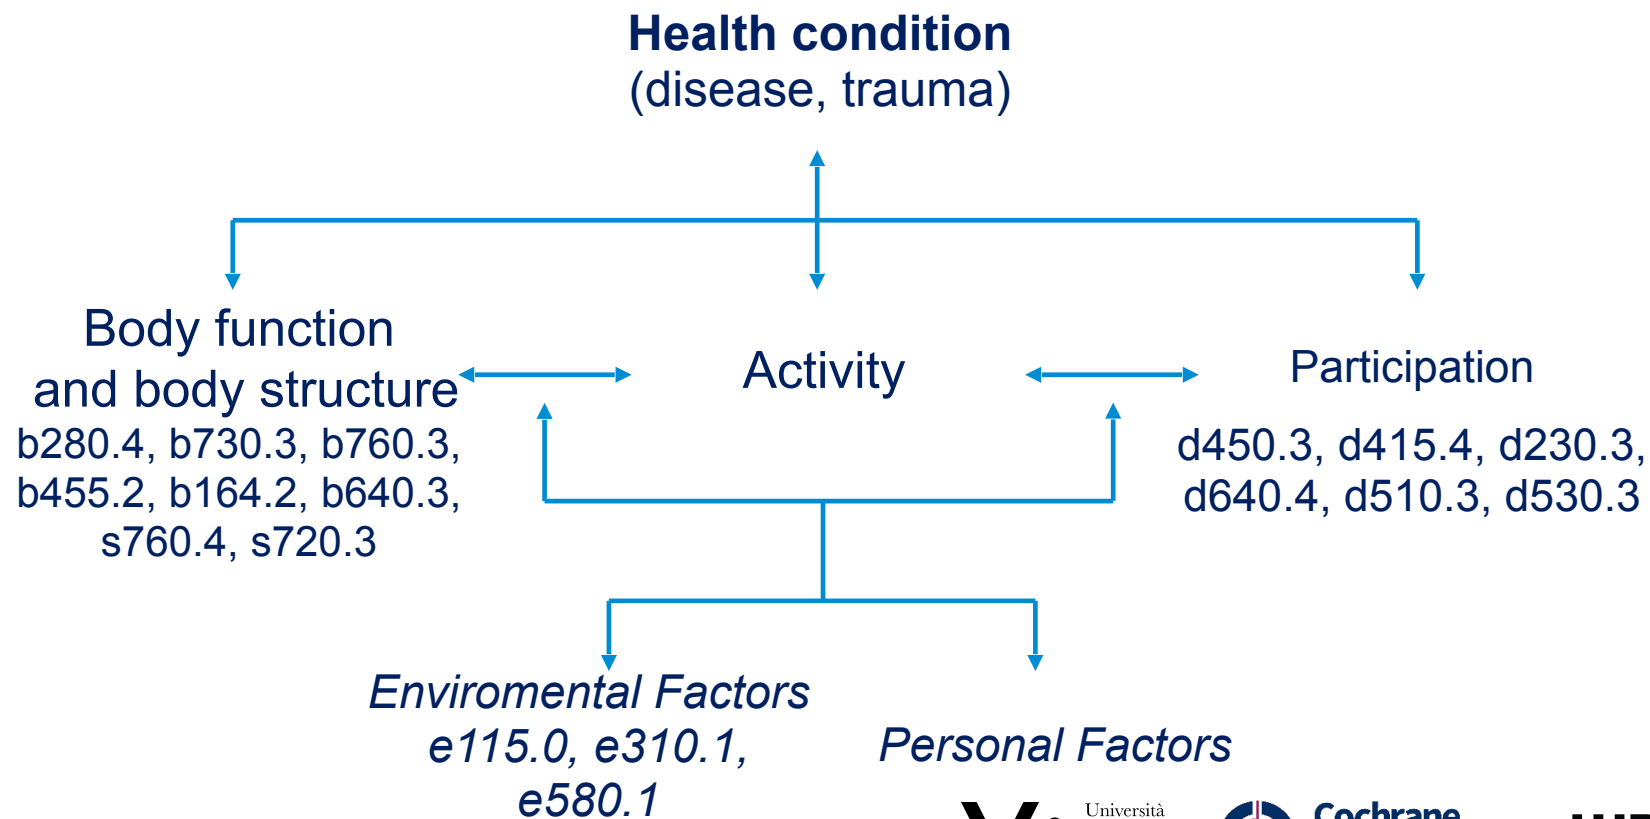 Health condition
(disease, trauma)
Body function
and body structure
b280.4, b730.3, b760.3,
b455.2, b164.2, b640.3,
s760.4, s720.3
Activity
Participation
d450.3, d415.4, d230.3,
d640.4, d510.3, d530.3
Enviromental Factors
e115.0, e310.1,
e580.1
Personal Factors
Università
Cochrane